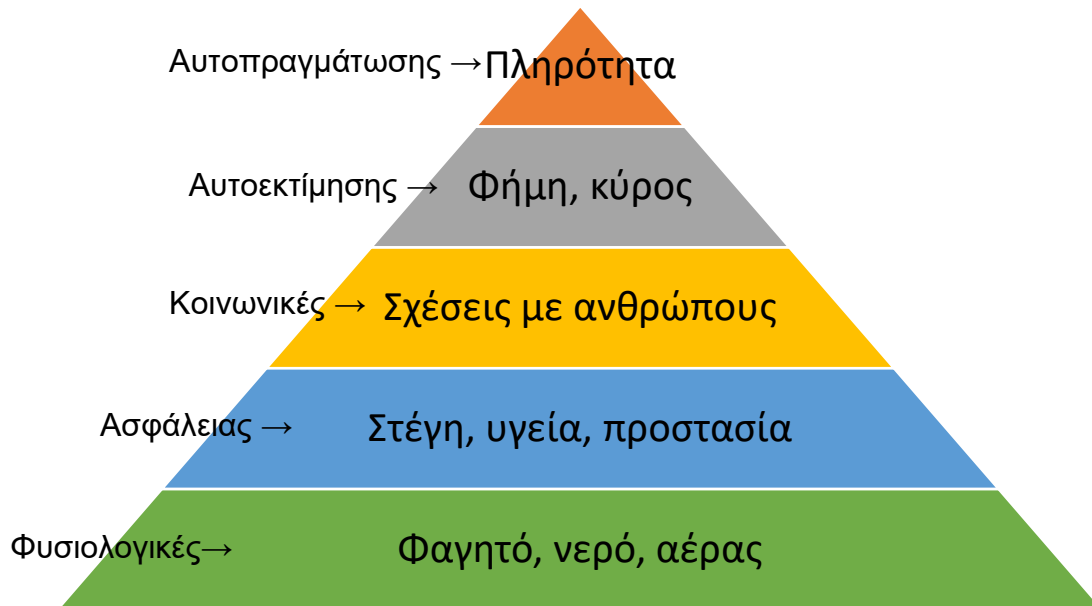 Αυτοπραγμάτωσης → Πληρότητα
Αυτοεκτίμησης → Φήμη, κύρος
Κοινωνικές → Σχέσεις με ανθρώπους
Ασφάλειας → Στέγη, υγεία, προστασία
Φυσιολογικές→ Φαγητό, νερό, αέρας